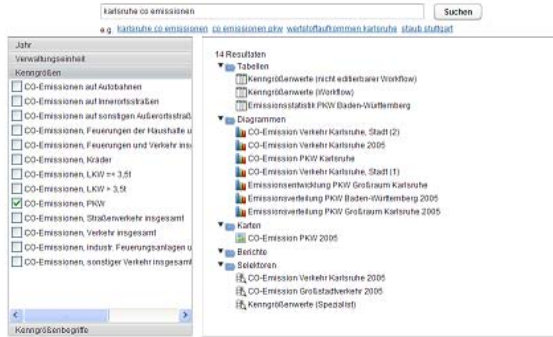 karlsruhe co emissionen
Suchen
e.g. karlsruhe co emissionen co emissionen pkw wertstoffaufkommen karlsruhe staub stuttgart
Jahr
Verwaltungseinheit
Kenngrößen
CO-Emissionen auf Autobahnen
CO-Emissionen auf Innerortsstraßen
CO-Emissionen auf sonstigen Außerortsstraß
CO-Emissionen, Feuerungen der Haushalte u
CO-Emissionen, Feuerungen und Verkehr ins
CO-Emissionen, Kräder
CO-Emissionen, LKW =< 3,5t
CO-Emissionen, LKW > 3,5t
CO-Emissionen, PKW
CO-Emissionen, Straßenverkehr insgesamt
CO-Emissionen, Verkehr insgesamt
CO-Emissionen, industr. Feuerungsanlagen u
CO-Emissionen, sonstiger Verkehr insgesamt
Kenngrößenbegriffe
14 Resultaten
Tabellen
Kenngrößenwerte (nicht editierbarer Workflow)
Kenngrößenwerte (Workflow)
Emissionsstatistik PKW Baden-Württemberg
Diagrammen
CO-Emission Verkehr Karlsruhe, Stadt (2)
CO-Emission Verkehr Karlsruhe 2005
CO-Emission PKW Karlsruhe
CO-Emission Verkehr Karlsruhe, Stadt (1)
Emissionsentwicklung PKW Großraum Karlsruhe
Emissionsverteilung PKW Baden-Württemberg 2005
Emissionsverteilung PKW Großraum Karlsruhe 2005
Karten
CO-Emission PKW 2005
Berichte
Selektoren
CO-Emission Verkehr Karlsruhe 2005
CO-Emission Großstadtverkehr 2005
Kenngrößenwerte (Spezialist)